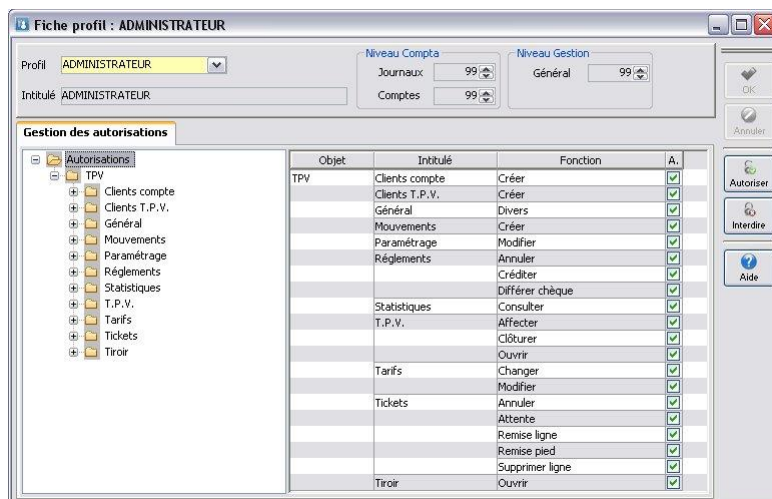 Fiche profil : ADMINISTRATEUR
Profil ADMINISTRATEUR
Intitulé ADMINISTRATEUR
Niveau Compta
Journaux 99
Comptes 99
Niveau Gestion
Général 99
OK
Annuler
Autoriser
Interdire
Aide
Gestion des autorisations
Autorisations
TPV
Clients compte
Clients T.P.V.
Général
Mouvements
Paramétrage
Réglements
Statistiques
T.P.V.
Tarifs
Tickets
Tiroir
Objet Intitulé Fonction A.
TPV Clients compte Créer
Clients T.P.V. Créer
Général Divers
Mouvements Créer
Paramétrage Modifier
Réglements Annuler
Créditer
Différer chèque
Statistiques Consulter
T.P.V. Affecter
Clôturer
Ouvrir
Tarifs Changer
Modifier
Tickets Annuler
Attente
Remise ligne
Remise pied
Supprimer ligne
Tiroir Ouvrir